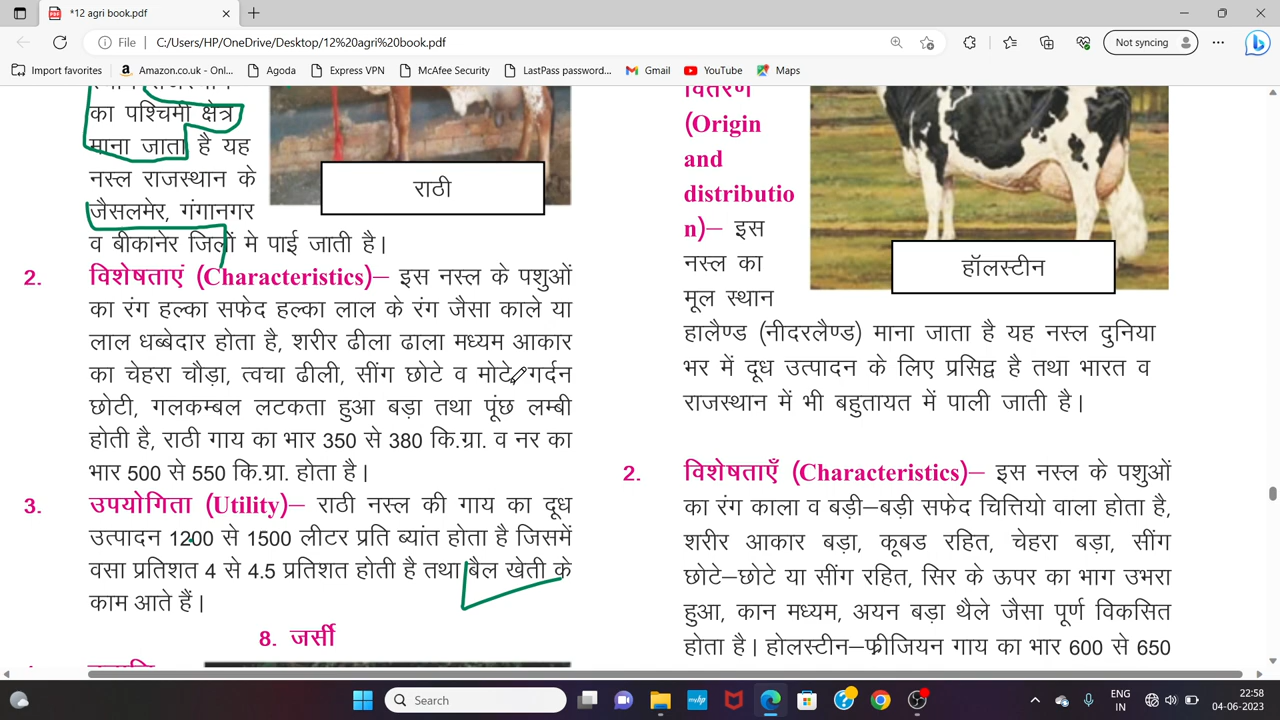 *12 agri book.pdf
File
C:/Users/HP/OneDrive/Desktop/12%20agri%20book.pdf
Not syncing
Import favorites
Amazon.co.uk - Onl...
Agoda
Express VPN
McAfee Security
LastPass password...
Gmail
YouTube
Maps
का पश्चिमी क्षेत्र
माना जाता है यह
नस्ल राजस्थान के
जैसलमेर, गंगानगर
व बीकानेर जिलों मे पाई जाती है।
राठी
2. विशेषताएं (Characteristics)– इस नस्ल के पशुओं
का रंग हल्का सफेद हल्का लाल के रंग जैसा काले या
लाल धब्बेदार होता है, शरीर ढीला ढाला मध्यम आकार
का चेहरा चौड़ा, त्वचा ढीली, सींग छोटे व मोटे गर्दन
छोटी, गलकम्बल लटकता हुआ बड़ा तथा पूंछ लम्बी
होती है, राठी गाय का भार 350 से 380 कि.ग्रा. व नर का
भार 500 से 550 कि.ग्रा. होता है।
3. उपयोगिता (Utility)– राठी नस्ल की गाय का दूध
उत्पादन 1200 से 1500 लीटर प्रति ब्यांत होता है जिसमें
वसा प्रतिशत 4 से 4.5 प्रतिशत होती है तथा बैल खेती के
काम आते हैं।
8. जर्सी
वितरण
(Origin
and
distributio
n)– इस
नस्ल का
मूल स्थान
हॉलस्टीन
हालैण्ड (नीदरलैण्ड) माना जाता है यह नस्ल दुनिया
भर में दूध उत्पादन के लिए प्रसिद्व है तथा भारत व
राजस्थान में भी बहुतायत में पाली जाती है।
2. विशेषताएँ (Characteristics)– इस नस्ल के पशुओं
का रंग काला व बड़ी–बड़ी सफेद चित्तियो वाला होता है,
शरीर आकार बड़ा, कूबड रहित, चेहरा बड़ा, सींग
छोटे–छोटे या सींग रहित, सिर के ऊपर का भाग उभरा
हुआ, कान मध्यम, अयन बड़ा थैले जैसा पूर्ण विकसित
होता है। होलस्टीन–फ्रीजियन गाय का भार 600 से 650
Search
ENG
IN
22:58
04-06-2023